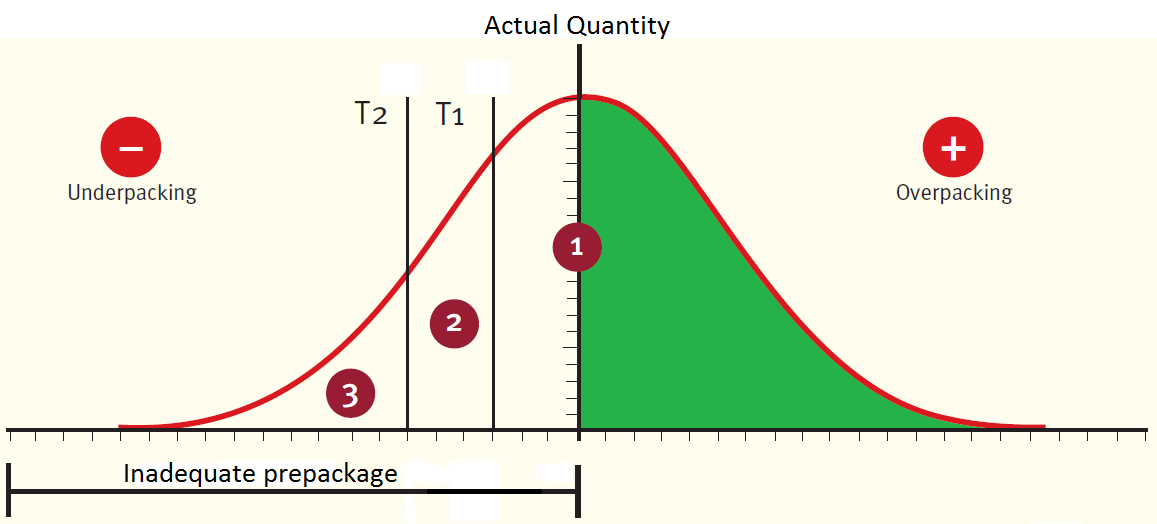 Actual Quantity
T2
T1
−
Underpacking
+
Overpacking
1
2
3
Inadequate prepackage